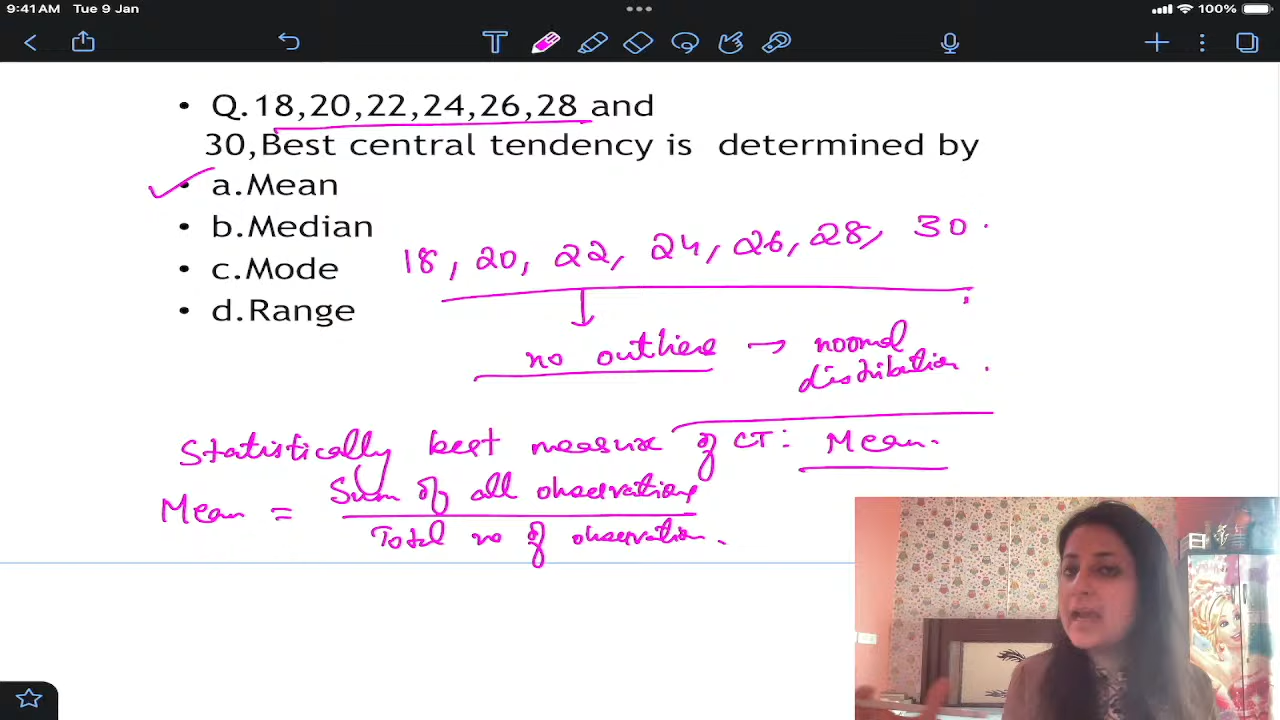 9:41 AM Tue 9 Jan
100%
T
• Q.18,20,22,24,26,28 and
30,Best central tendency is determined by
• a.Mean
• b.Median
• c.Mode
• d.Range
18, 20, 22, 24, 26, 28, 30.
no outliers → normal
distribution.
Statistically best measure of CT: Mean.
Mean = Sum of all observations
Total no of observation.